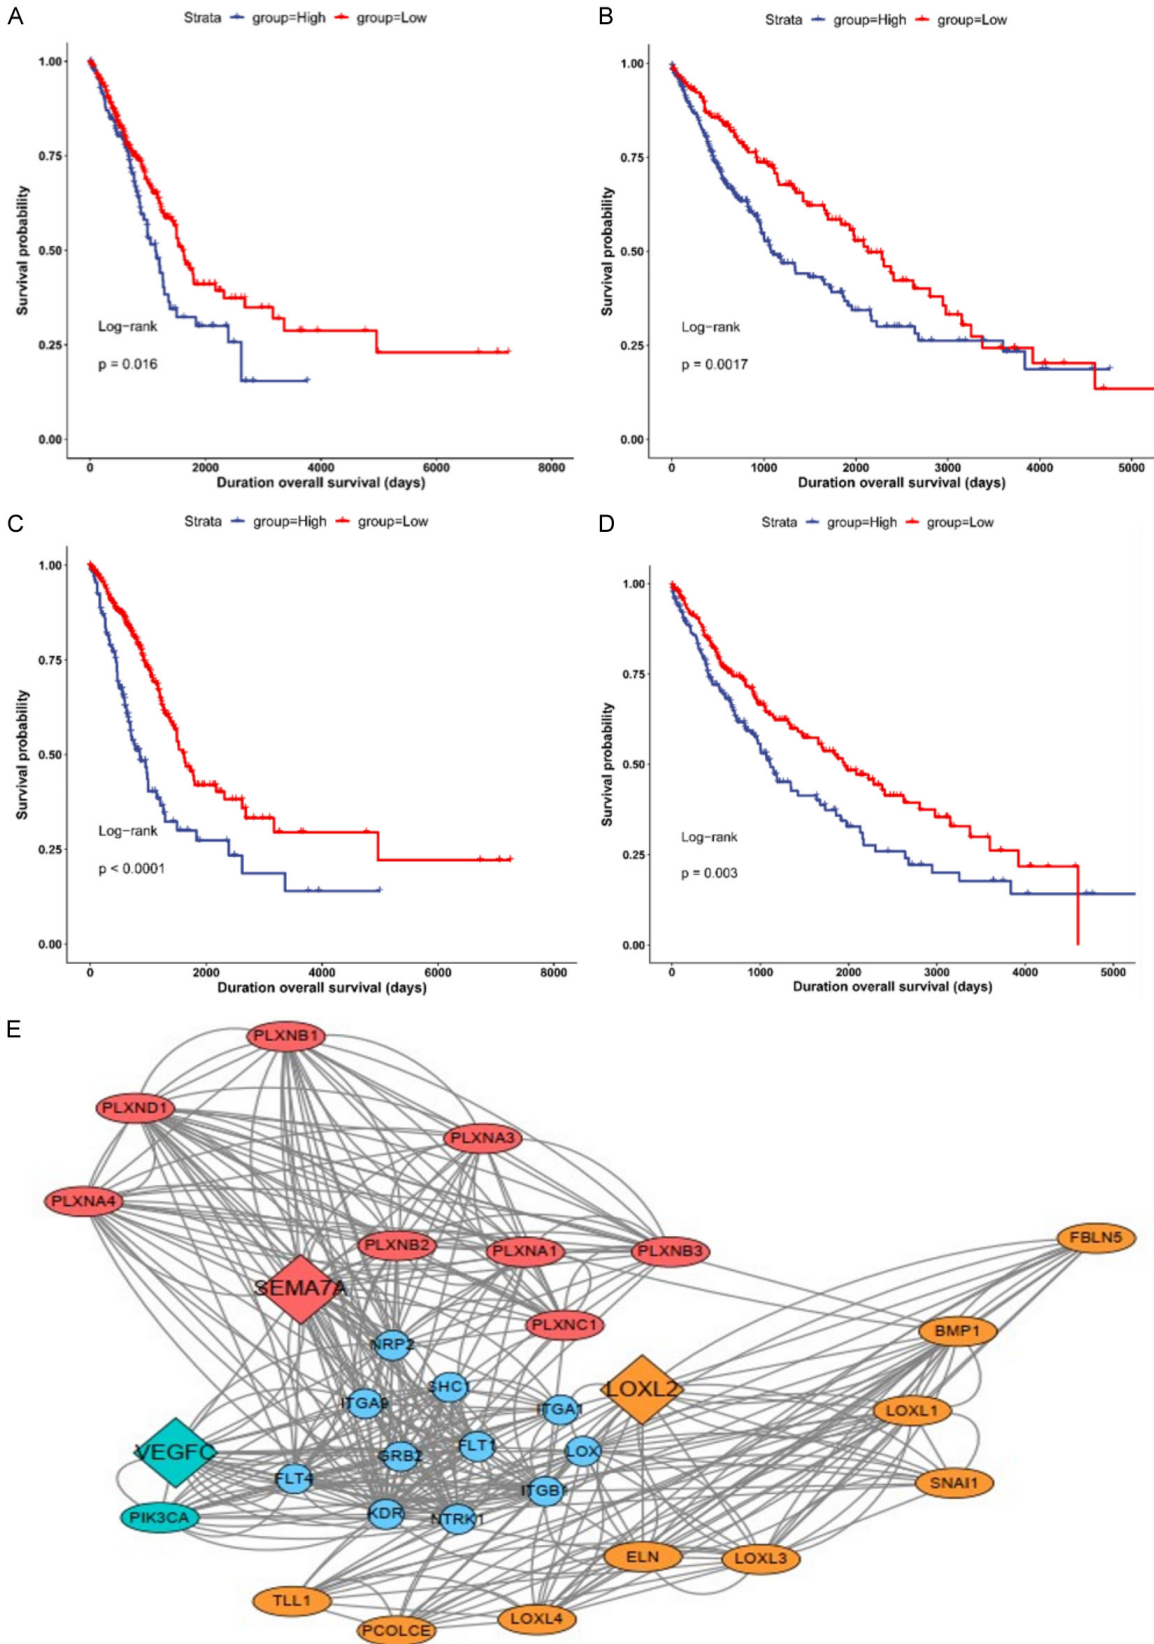 A
Strata group=High group=Low
Survival probability
1.00
0.75
0.50
0.25
0.00
Log-rank
p = 0.016
0 2000 4000 6000 8000
Duration overall survival (days)
B
Strata group=High group=Low
Survival probability
1.00
0.75
0.50
0.25
0.00
Log-rank
p = 0.0017
0 1000 2000 3000 4000 5000
Duration overall survival (days)
C
Strata group=High group=Low
Survival probability
1.00
0.75
0.50
0.25
0.00
Log-rank
p < 0.0001
0 2000 4000 6000 8000
Duration overall survival (days)
D
Strata group=High group=Low
Survival probability
1.00
0.75
0.50
0.25
0.00
Log-rank
p = 0.003
0 1000 2000 3000 4000 5000
Duration overall survival (days)
E
PLXNB1
PLXND1
PLXNA3
PLXNA4
PLXNB2
PLXNA1
PLXNB3
FBLN5
SEMA7A
PLXNC1
BMP1
NRP2
SHC1
LOXL2
ITGA9
ITGA1
LOXL1
VEGFC
GRB2
FLT1
LOX
FLT4
ITGB1
SNAI1
PIK3CA
KDR
NTRK1
ELN
LOXL3
TLL1
PCOLCE
LOXL4